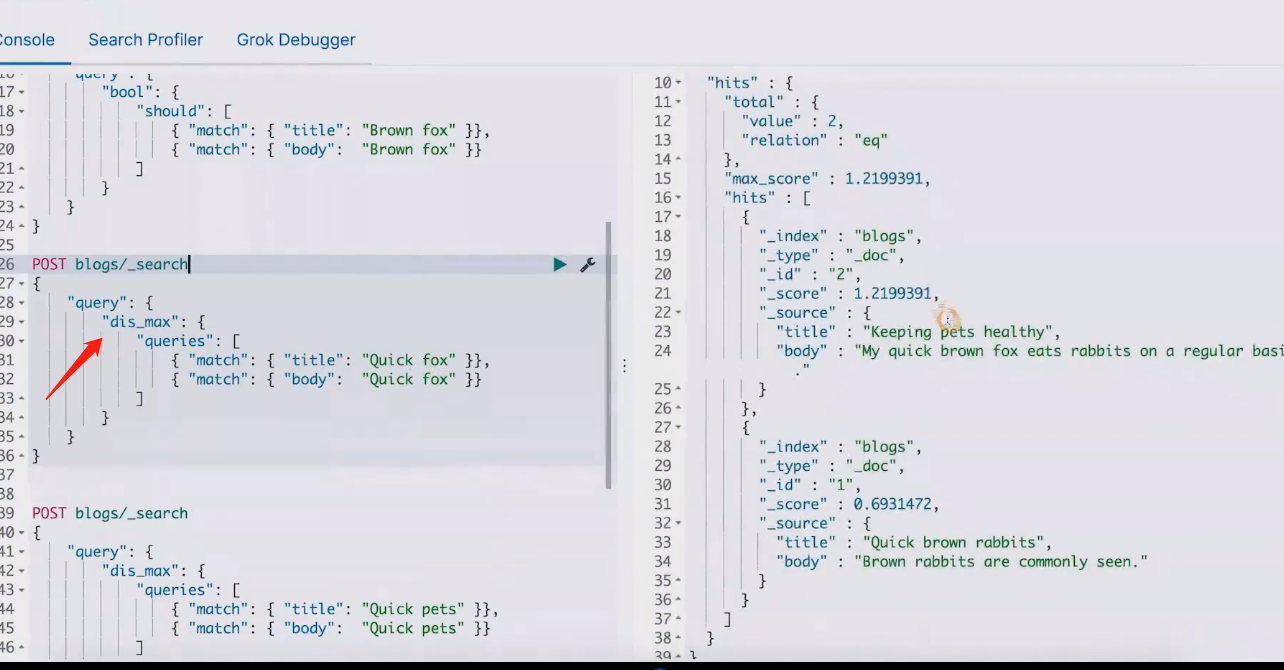 Console Search Profiler Grok Debugger
"query": {
17 "bool": {
18 "should": [
19 { "match": { "title": "Brown fox" }},
20 { "match": { "body": "Brown fox" }}
21 ]
22 }
23 }
24 }
25
26 POST blogs/_search
27 {
28 "query": {
29 "dis_max": {
30 "queries": [
31 { "match": { "title": "Quick fox" }},
32 { "match": { "body": "Quick fox" }}
33 ]
34 }
35 }
36 }
37
38
39 POST blogs/_search
40 {
41 "query": {
42 "dis_max": {
43 "queries": [
44 { "match": { "title": "Quick pets" }},
45 { "match": { "body": "Quick pets" }}
46 ]
10 "hits" : {
11 "total" : {
12 "value" : 2,
13 "relation" : "eq"
14 },
15 "max_score" : 1.2199391,
16 "hits" : [
17 {
18 "_index" : "blogs",
19 "_type" : "_doc",
20 "_id" : "2",
21 "_score" : 1.2199391,
22 "_source" : {
23 "title" : "Keeping pets healthy",
24 "body" : "My quick brown fox eats rabbits on a regular basi
."
25 }
26 },
27 {
28 "_index" : "blogs",
29 "_type" : "_doc",
30 "_id" : "1",
31 "_score" : 0.6931472,
32 "_source" : {
33 "title" : "Quick brown rabbits",
34 "body" : "Brown rabbits are commonly seen."
35 }
36 }
37 ]
38 }
39 }